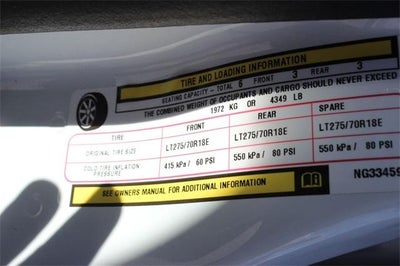 TIRE AND LOADING INFORMATION
SEATING CAPACITY - TOTAL 6 FRONT 3 REAR 3
THE COMBINED WEIGHT OF OCCUPANTS AND CARGO SHOULD NEVER EXCEED
1972 KG OR 4349 LB
TIRE FRONT REAR SPARE
ORIGINAL TIRE SIZE LT275/70R18E LT275/70R18E LT275/70R18E
COLD TIRE INFLATION PRESSURE 415 kPa / 60 PSI 550 kPa / 80 PSI 550 kPa / 80 PSI
SEE OWNERS MANUAL FOR ADDITIONAL INFORMATION
NG33459